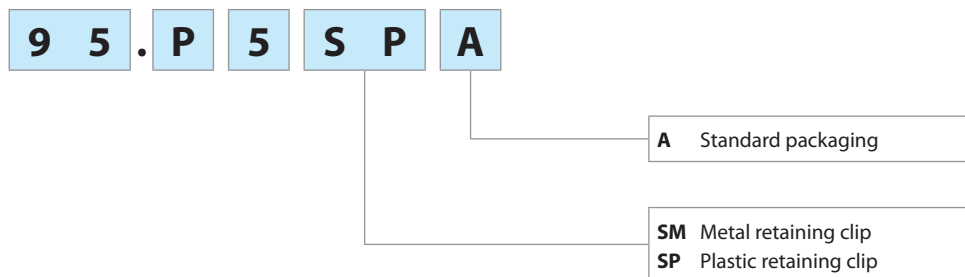 9 5 . P 5 S P A
A Standard packaging
SM Metal retaining clip
SP Plastic retaining clip